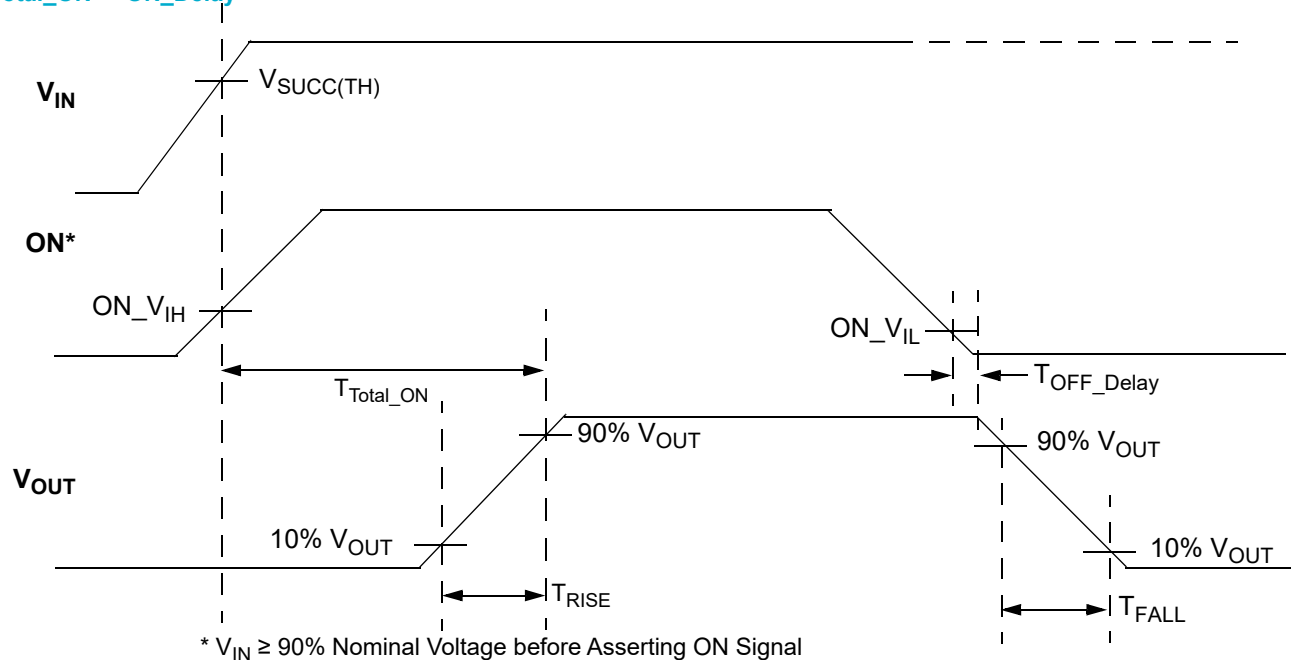 V_IN
V_SUCC(TH)
ON*
ON_V_IH
ON_V_IL
T_Total_ON
T_OFF_Delay
V_OUT
90% V_OUT
90% V_OUT
10% V_OUT
10% V_OUT
T_RISE
T_FALL
* V_IN ≥ 90% Nominal Voltage before Asserting ON Signal